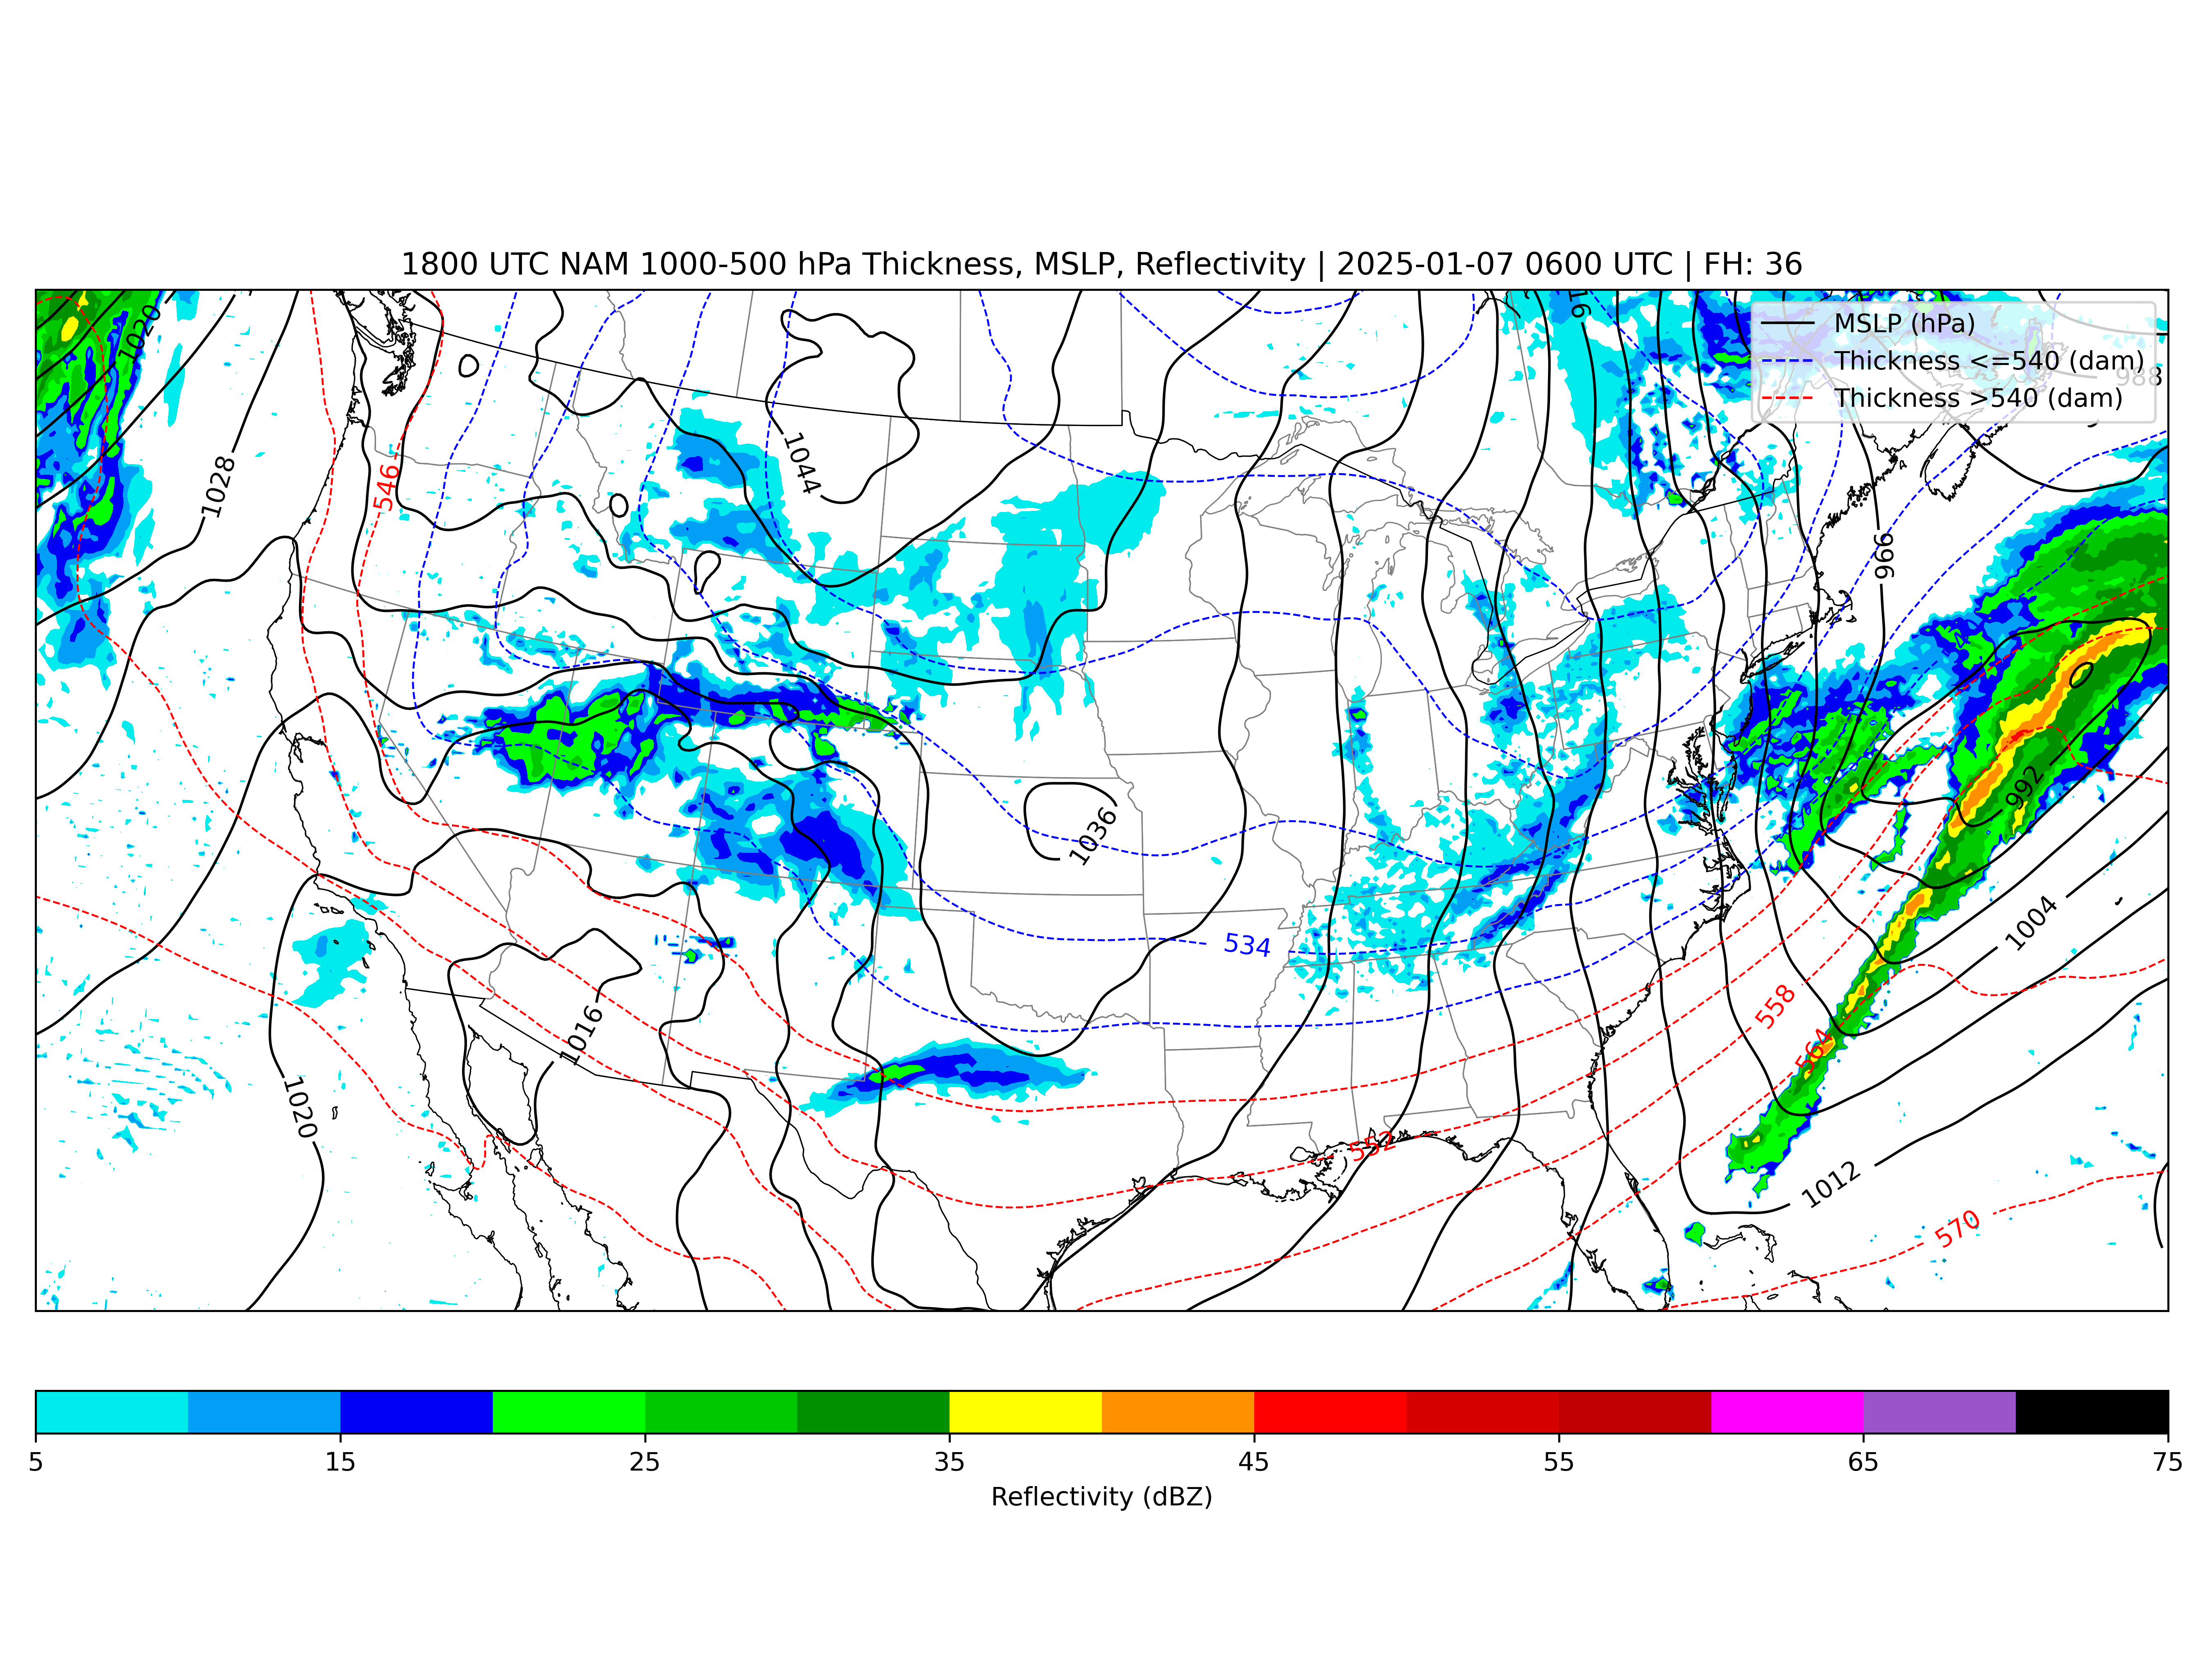 1800 UTC NAM 1000-500 hPa Thickness, MSLP, Reflectivity | 2025-01-07 0600 UTC | FH: 36
MSLP (hPa)
Thickness <=540 (dam)
Thickness >540 (dam)
1020
988
1028
546
1044
996
1036
992
534
1004
1016
558
564
1020
552
1012
570
5 15 25 35 45 55 65 75
Reflectivity (dBZ)